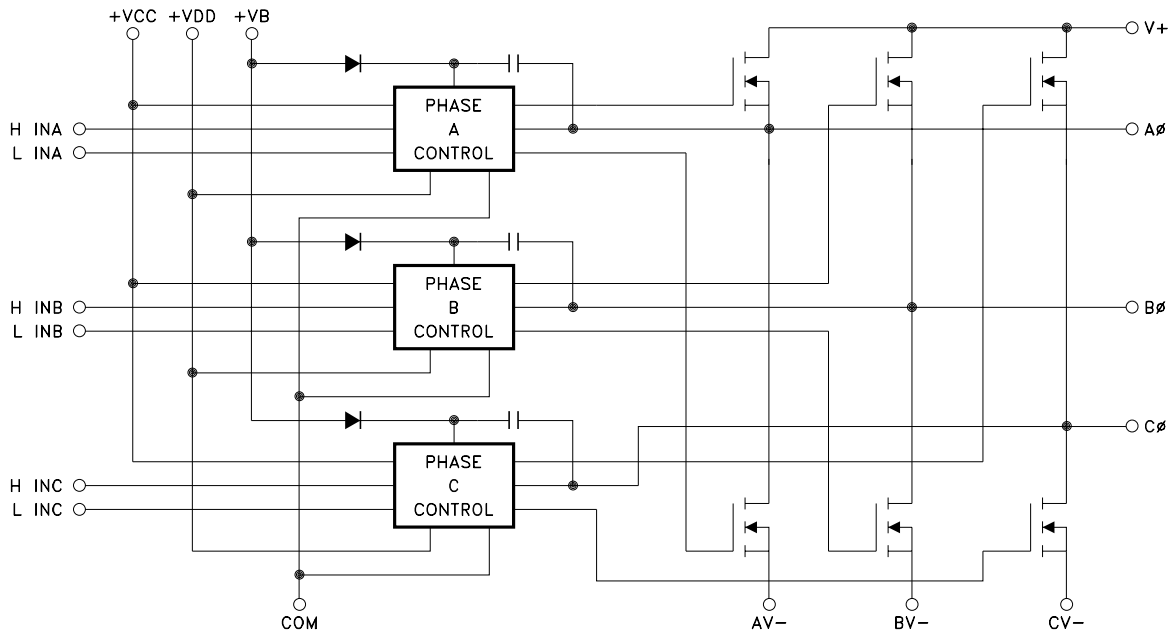 +VCC +VDD +VB
V+
PHASE
A
CONTROL
H INA
L INA
AØ
PHASE
B
CONTROL
H INB
L INB
BØ
CØ
PHASE
C
CONTROL
H INC
L INC
COM
AV-
BV-
CV-